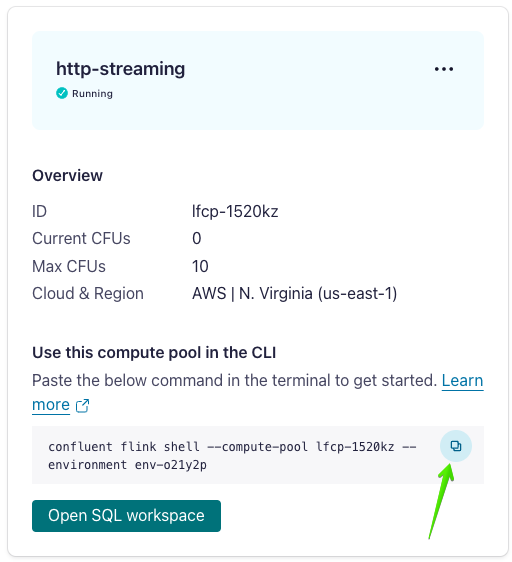 http-streaming
Running
Overview
ID lfcp-1520kz
Current CFUs 0
Max CFUs 10
Cloud & Region AWS | N. Virginia (us-east-1)
Use this compute pool in the CLI
Paste the below command in the terminal to get started. Learn
more
confluent flink shell --compute-pool lfcp-1520kz --
environment env-o21y2p
Open SQL workspace